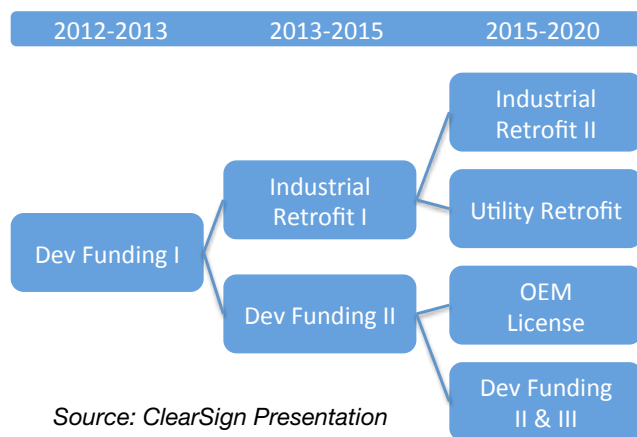 2012-2013 2013-2015 2015-2020
Industrial
Retrofit II
Industrial
Retrofit I
Utility Retrofit
Dev Funding I
Dev Funding II
OEM
License
Dev Funding
II & III
Source: ClearSign Presentation